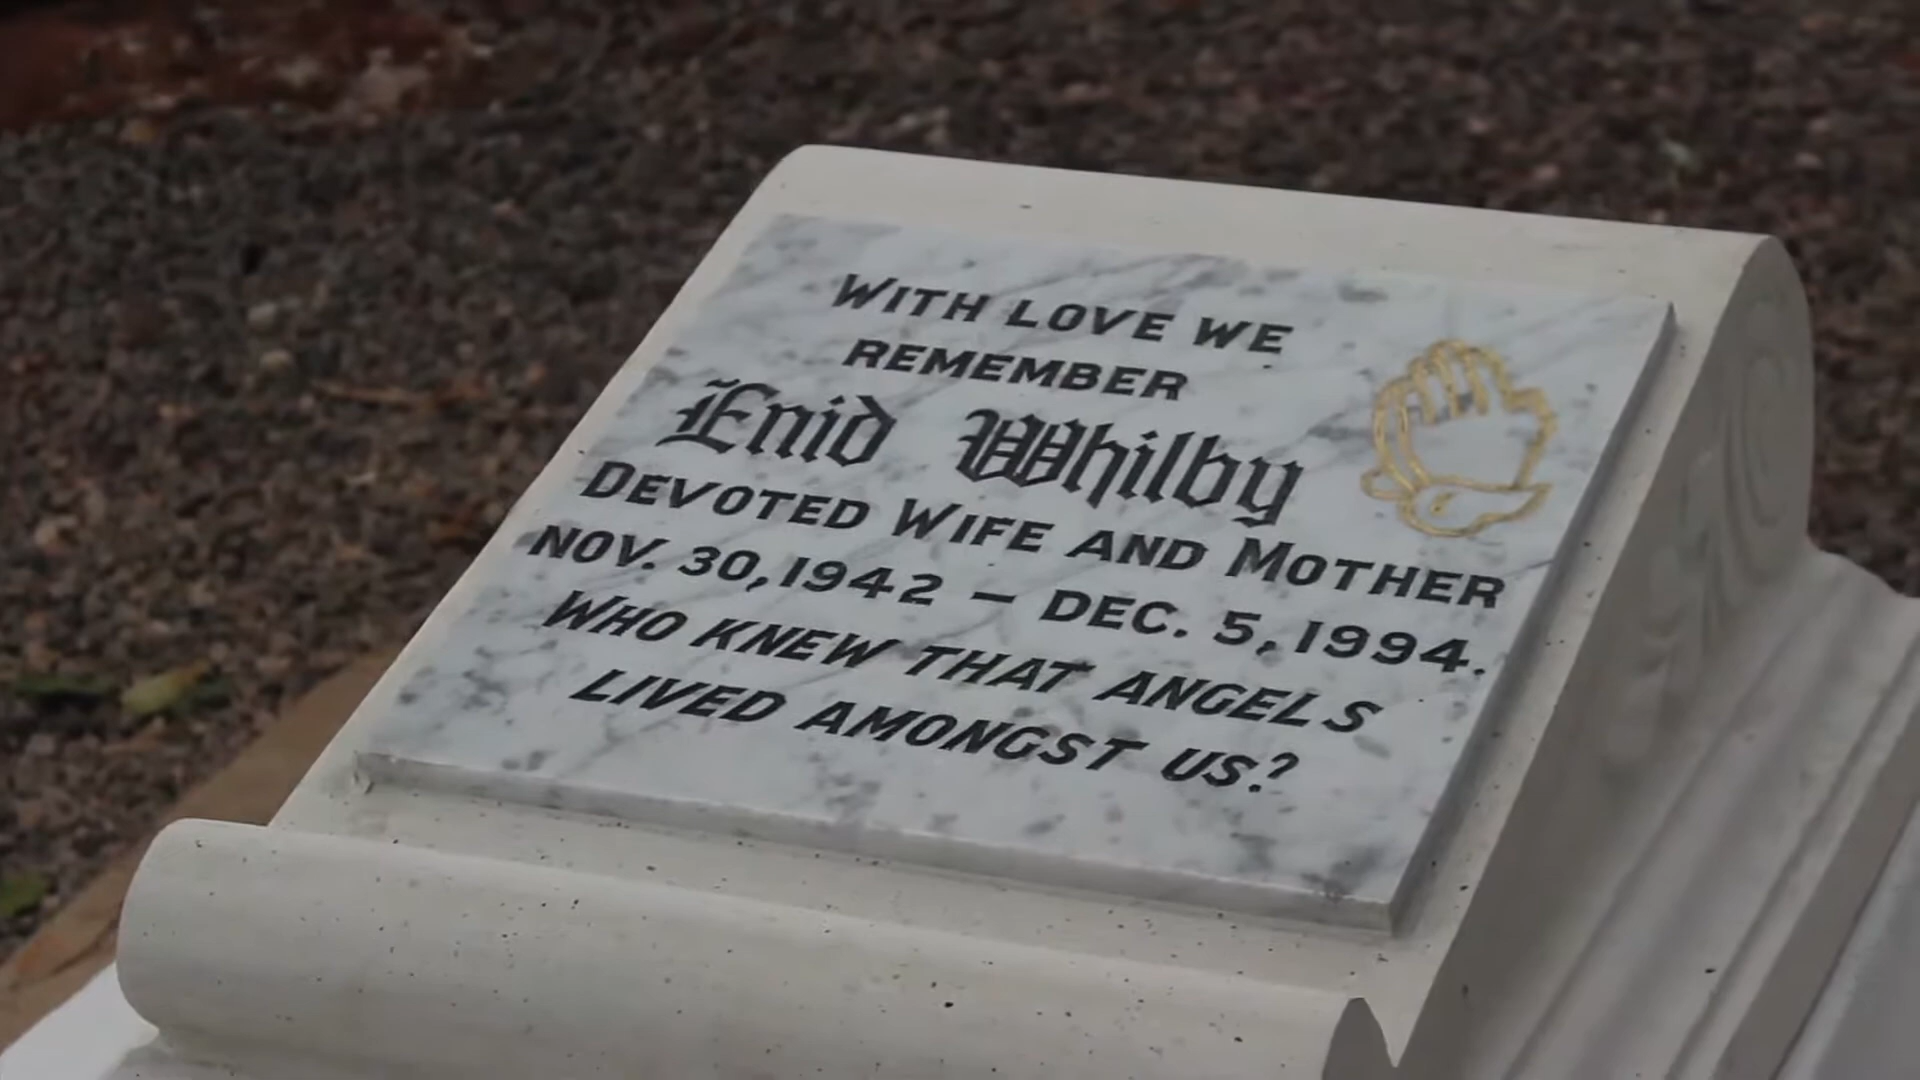 WITH LOVE WE
REMEMBER
Enid Whilby
DEVOTED WIFE AND MOTHER
NOV. 30, 1942 – DEC. 5, 1994.
WHO KNEW THAT ANGELS
LIVED AMONGST US?